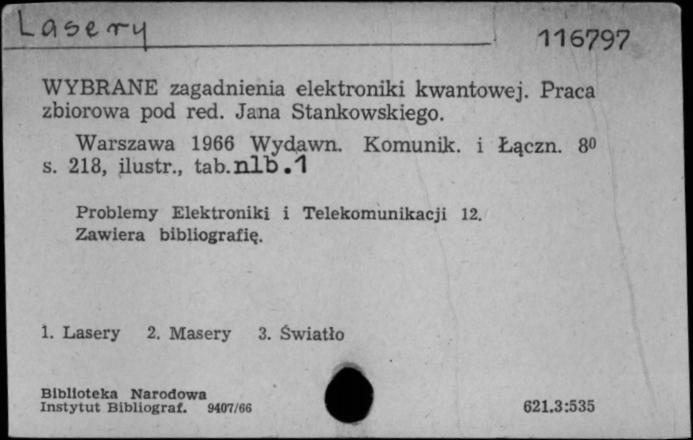 Lasery
116797
WYBRANE zagadnienia elektroniki kwantowej. Praca
zbiorowa pod red. Jana Stankowskiego.
Warszawa 1966 Wydawn. Komunik. i Łączn. 8⁰
s. 218, ilustr., tab.nlb.1
Problemy Elektroniki i Telekomunikacji 12.
Zawiera bibliografię.
1. Lasery 2. Masery 3. Światło
Biblioteka Narodowa
Instytut Bibliograf. 9407/66
621.3:535